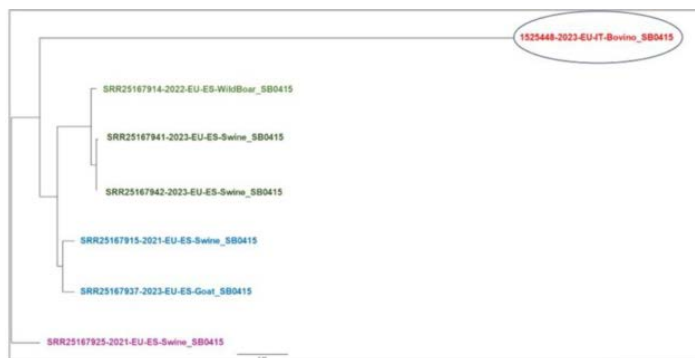 1525448-2023-EU-IT-Bovino_SB0415
SRR25167914-2022-EU-ES-WildBoar_SB0415
SRR25167941-2023-EU-ES-Swine_SB0415
SRR25167942-2023-EU-ES-Swine_SB0415
SRR25167915-2021-EU-ES-Swine_SB0415
SRR25167937-2023-EU-ES-Goat_SB0415
SRR25167925-2021-EU-ES-Swine_SB0415